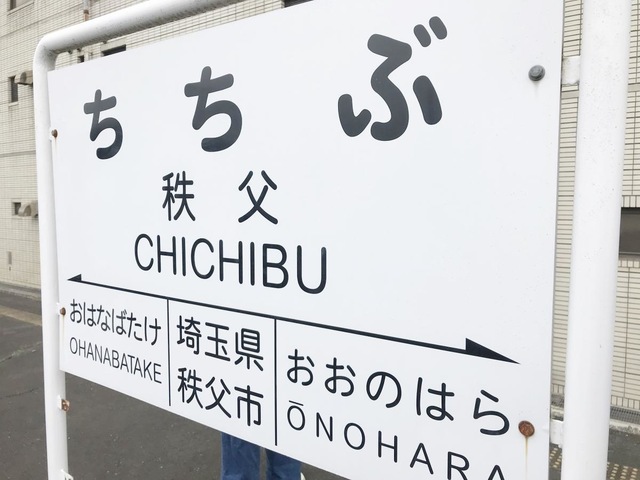 ちちぶ
秩父
CHICHIBU
おはなばたけ
OHANABATAKE
埼玉県
秩父市
おおのはら
ŌNOHARA